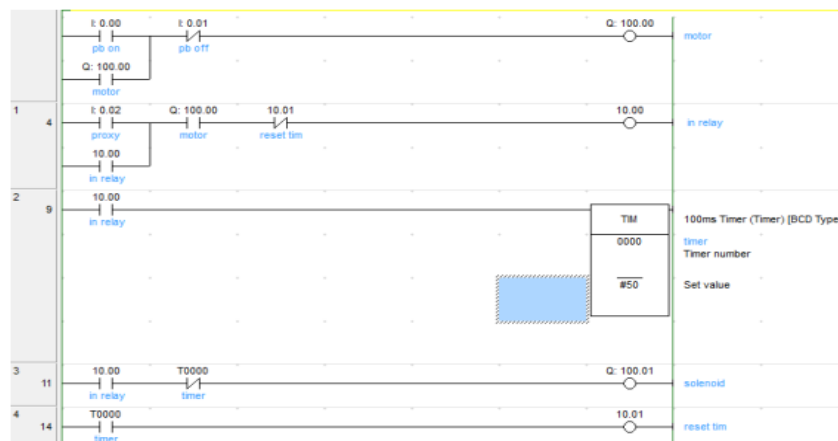 I: 0.00 I: 0.01 Q: 100.00
pb on pb off motor
Q: 100.00
motor
1 4 I: 0.02 Q: 100.00 10.01 10.00
proxy motor reset tim in relay
10.00
in relay
2 9 10.00
in relay TIM 100ms Timer (Timer) [BCD Type
0000 timer
Timer number
#50 Set value
3 11 10.00 T0000 Q: 100.01
in relay timer solenoid
4 14 T0000 10.01
timer reset tim